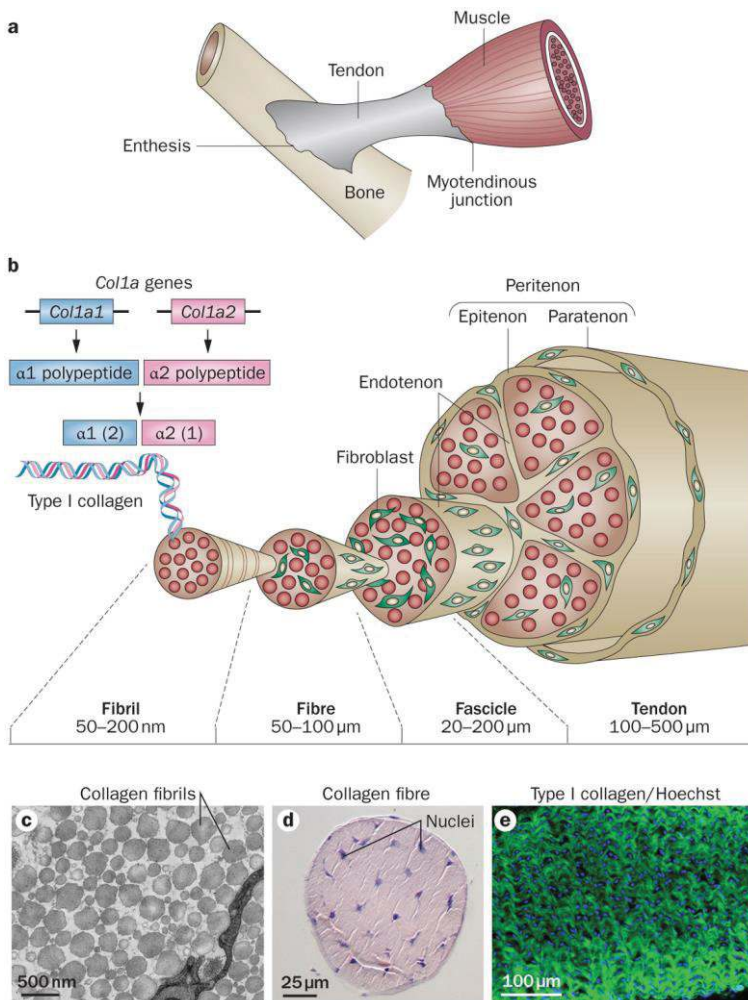 a
Muscle
Tendon
Enthesis
Bone
Myotendinous
junction
b
Col1a genes
Col1a1 Col1a2
α1 polypeptide α2 polypeptide
α1 (2) α2 (1)
Type I collagen
Peritenon
Epitenon Paratenon
Endotenon
Fibroblast
Fibril Fibre Fascicle Tendon
50–200 nm 50–100 μm 20–200 μm 100–500 μm
Collagen fibrils Collagen fibre Type I collagen/Hoechst
c d Nuclei e
500 nm 25 μm 100 μm